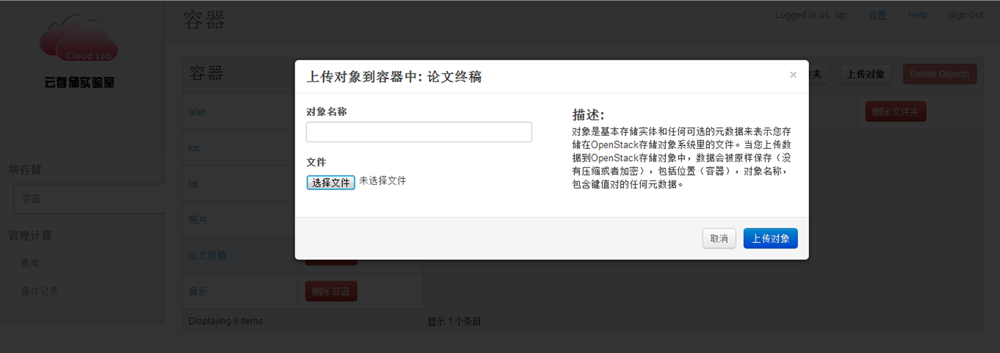 容器
Logged in as: lqc 设置 Help Sign Out
Cloud Lab
云存储实验室
容器
夹 上传对象 Delete Objects
上传对象到容器中: 论文终稿
×
对象名称
文件
选择文件 未选择文件
描述:
对象是基本存储实体和任何可选的元数据来表示您存
储在OpenStack存储对象系统里的文件。当您上传数
据到OpenStack存储对象中，数据会被原样保存（没
有压缩或者加密），包括位置（容器），对象名称，
包含键值对的任何元数据。
取消 上传对象
alan
删除 文件夹
lqc
lql
照片
论文终稿
音乐
删除 容器
Displaying 6 items
显示 1 个条目
块存储
容器
管理计算
费用
操作记录